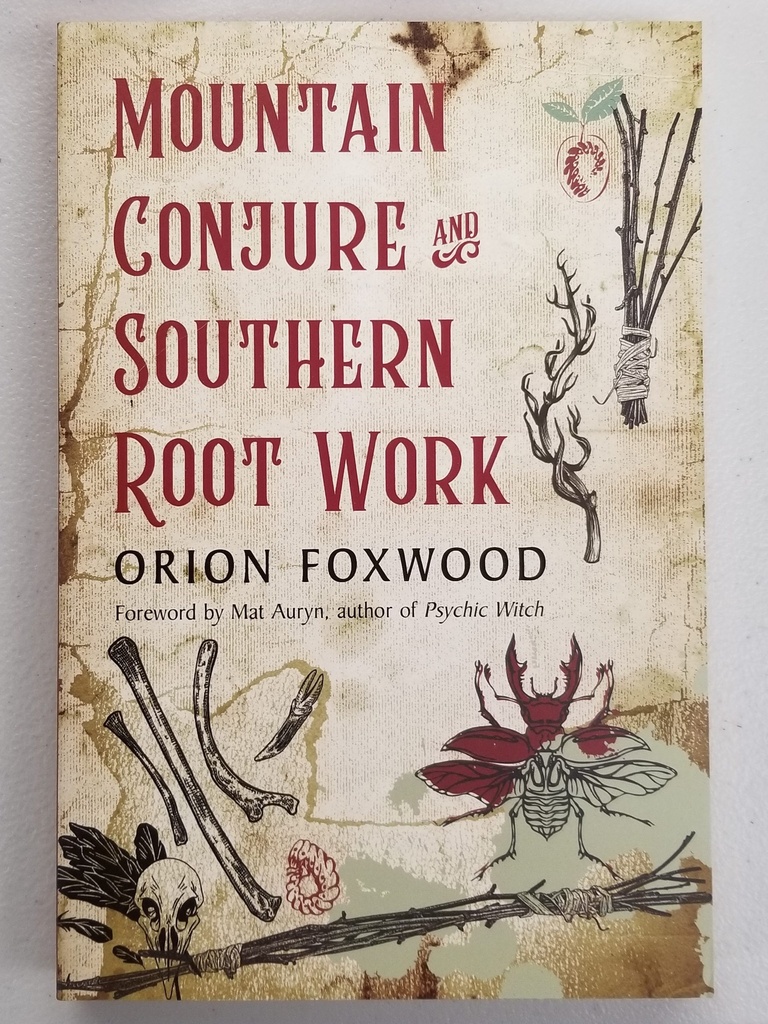 MOUNTAIN
CONJURE AND
SOUTHERN
ROOT WORK
ORION FOXWOOD
Foreword by Mat Auryn, author of Psychic Witch